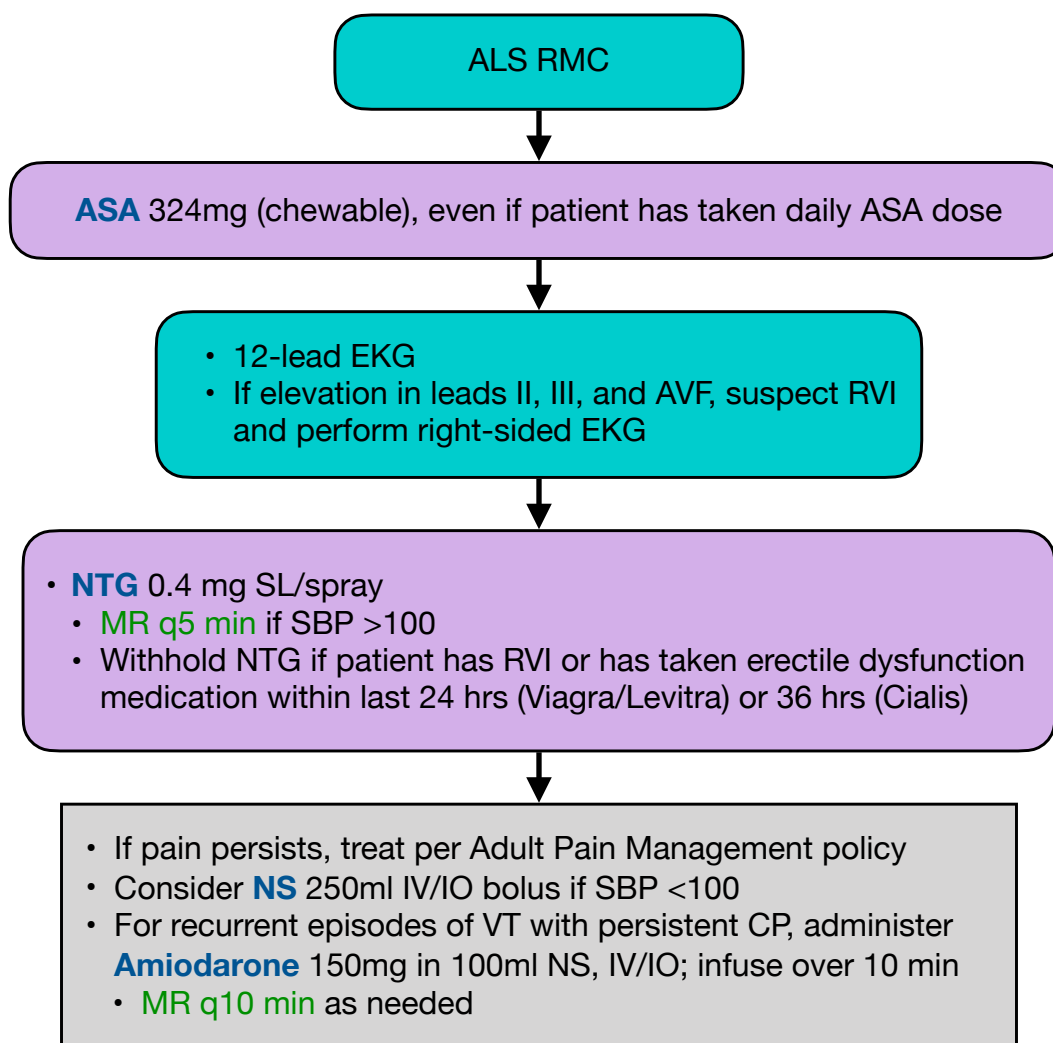 ALS RMC
ASA 324mg (chewable), even if patient has taken daily ASA dose
• 12-lead EKG
• If elevation in leads II, III, and AVF, suspect RVI
and perform right-sided EKG
• NTG 0.4 mg SL/spray
• MR q5 min if SBP >100
• Withhold NTG if patient has RVI or has taken erectile dysfunction
medication within last 24 hrs (Viagra/Levitra) or 36 hrs (Cialis)
• If pain persists, treat per Adult Pain Management policy
• Consider NS 250ml IV/IO bolus if SBP <100
• For recurrent episodes of VT with persistent CP, administer
Amiodarone 150mg in 100ml NS, IV/IO; infuse over 10 min
• MR q10 min as needed